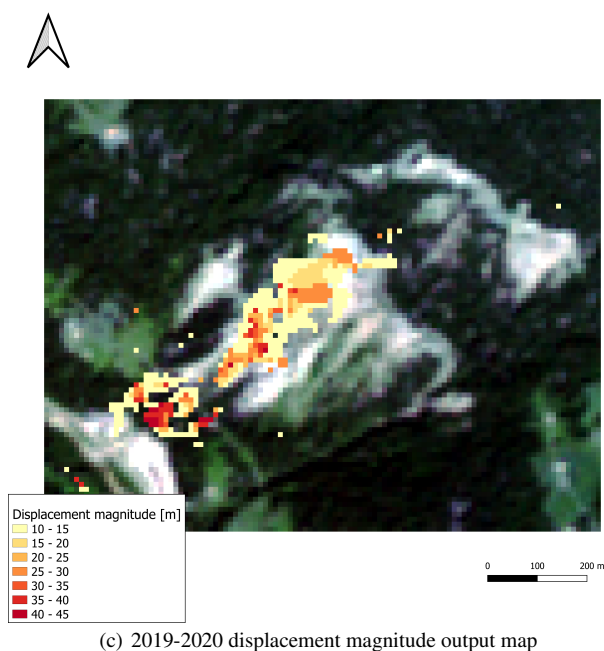 Displacement magnitude [m]
10 - 15
15 - 20
20 - 25
25 - 30
30 - 35
35 - 40
40 - 45
0 100 200 m
(c) 2019-2020 displacement magnitude output map